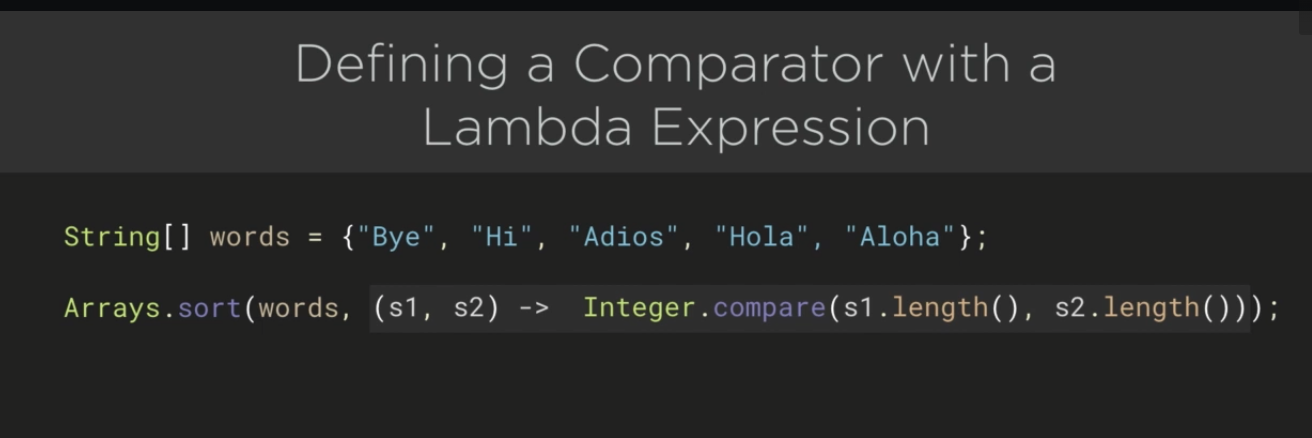 Defining a Comparator with a
Lambda Expression
String[] words = {"Bye", "Hi", "Adios", "Hola", "Aloha"};
Arrays.sort(words, (s1, s2) -> Integer.compare(s1.length(), s2.length()));